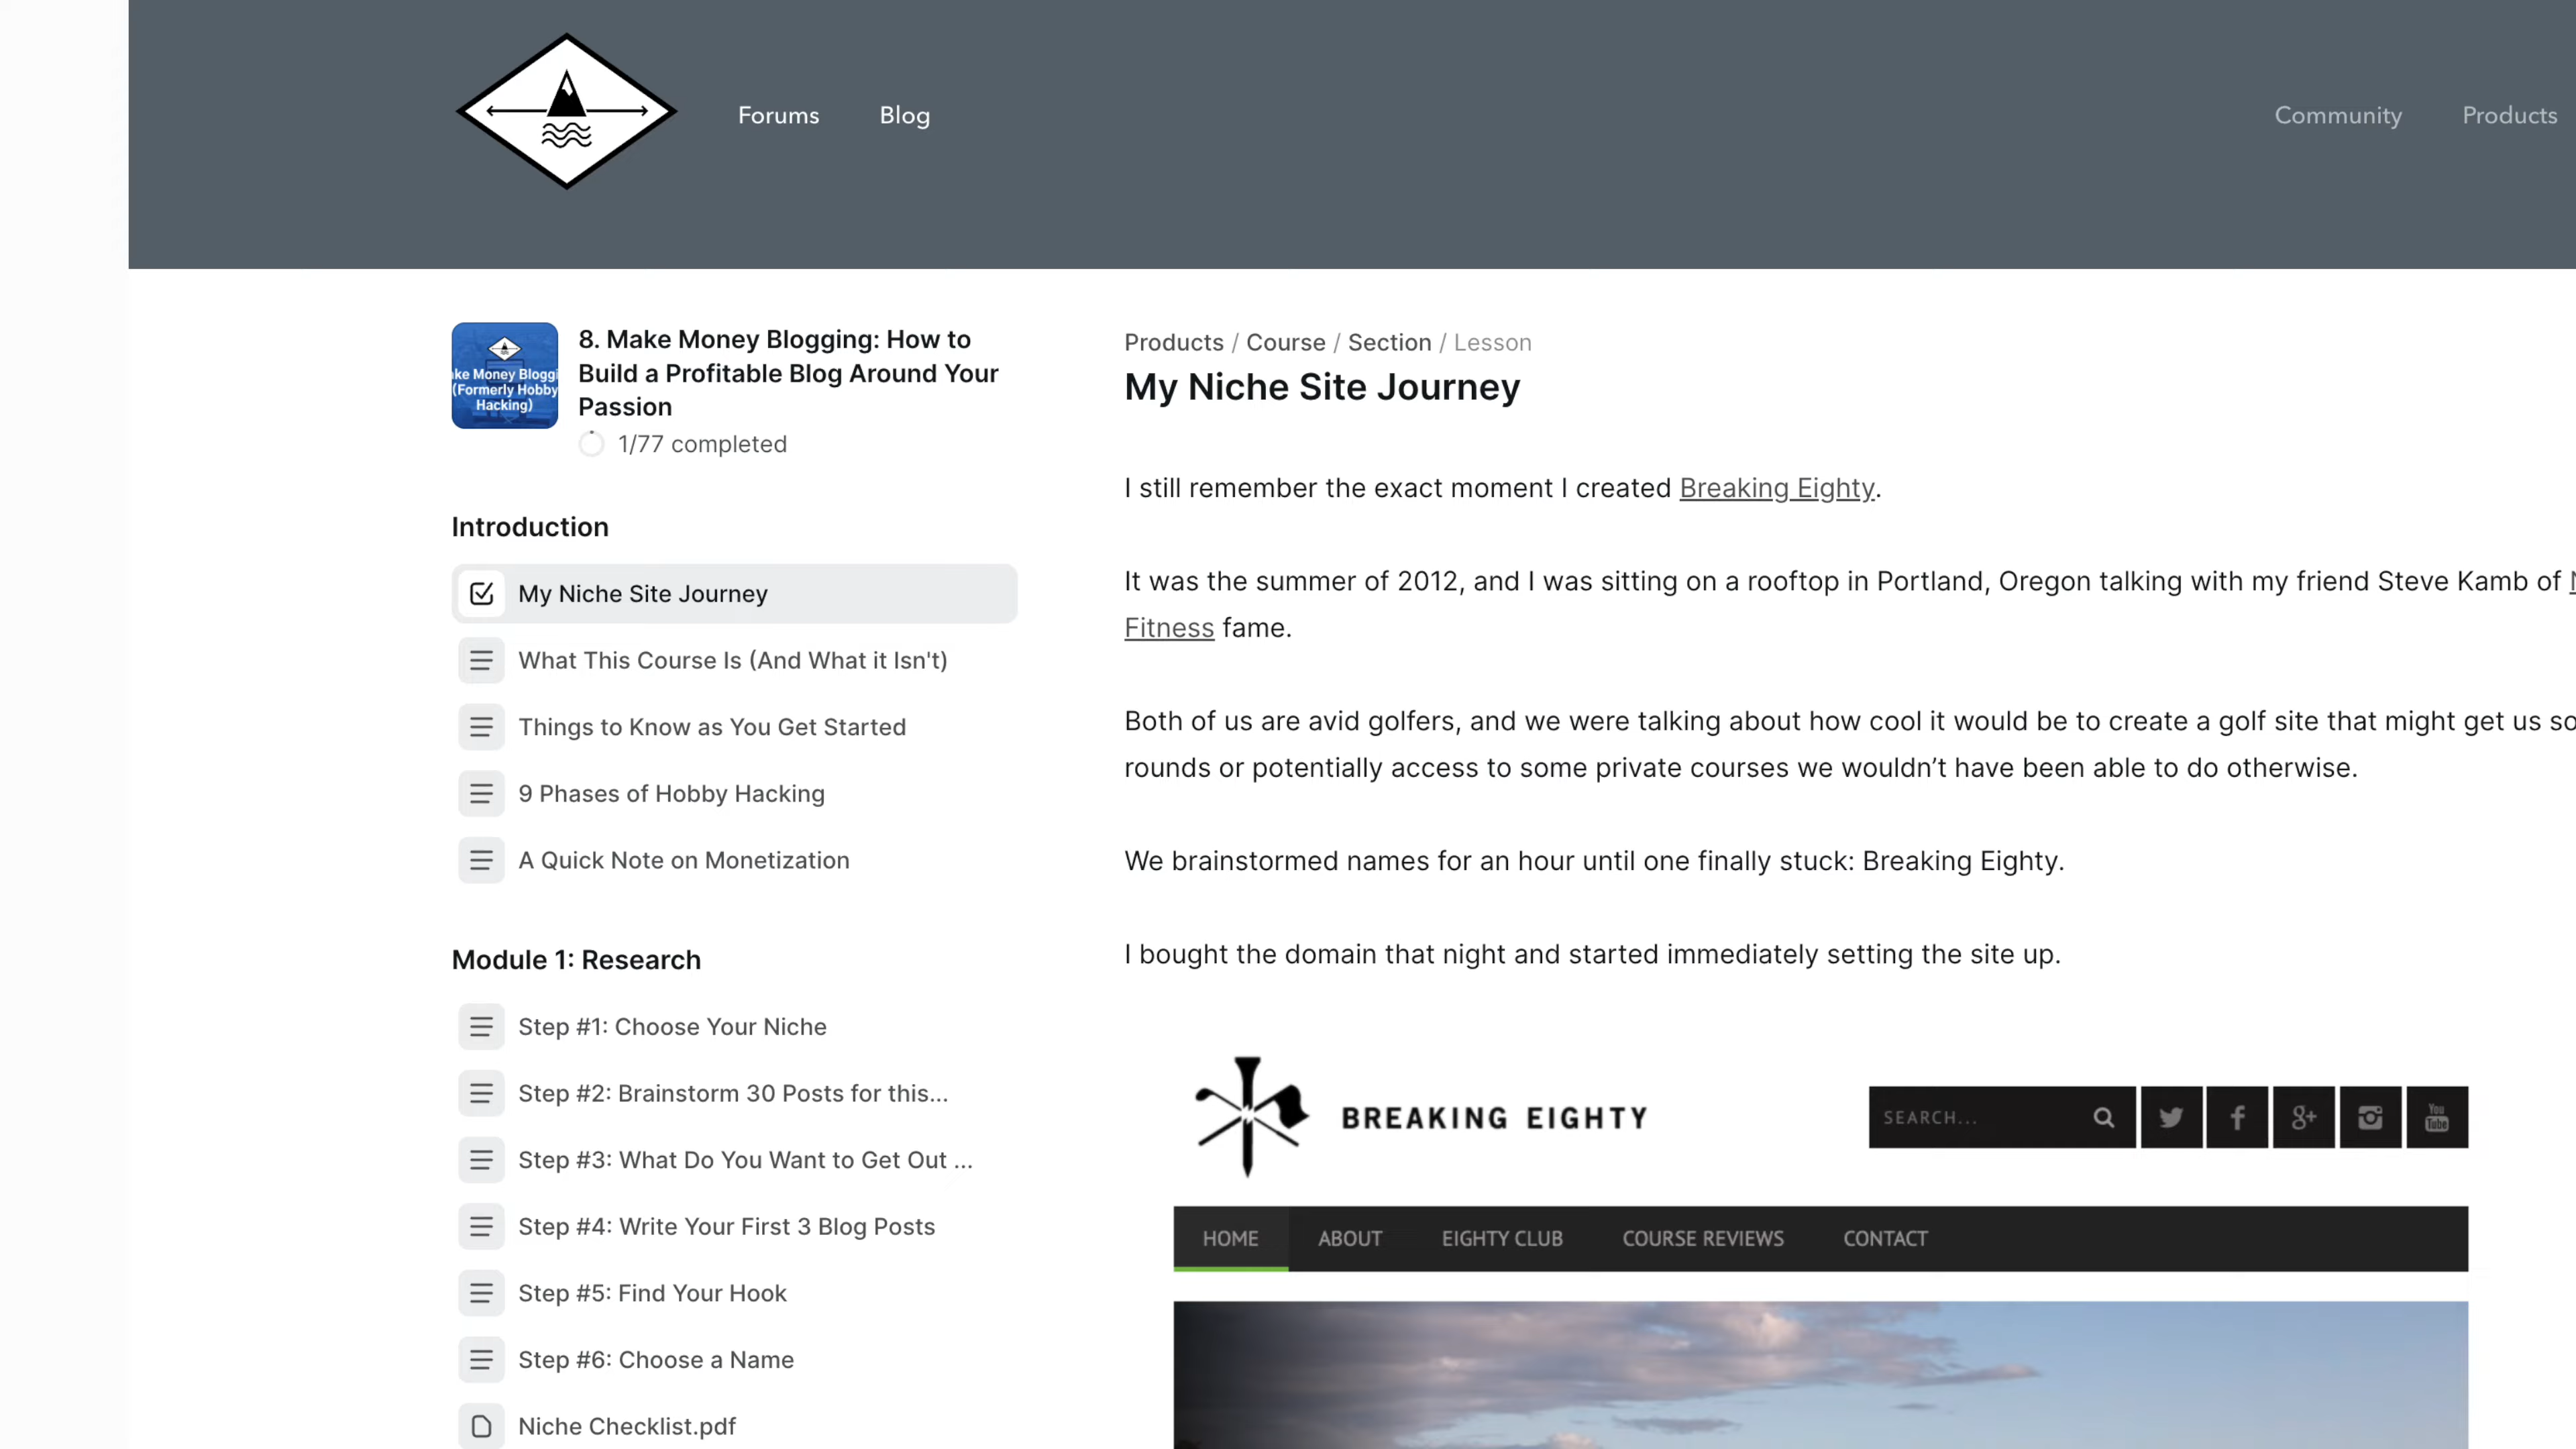 Forums
Blog
Community
Products
8. Make Money Blogging: How to
Build a Profitable Blog Around Your
Passion
1/77 completed
ke Money Bloggi
(Formerly Hobby
Hacking)
Introduction
My Niche Site Journey
What This Course Is (And What it Isn't)
Things to Know as You Get Started
9 Phases of Hobby Hacking
A Quick Note on Monetization
Module 1: Research
Step #1: Choose Your Niche
Step #2: Brainstorm 30 Posts for this...
Step #3: What Do You Want to Get Out ...
Step #4: Write Your First 3 Blog Posts
Step #5: Find Your Hook
Step #6: Choose a Name
Niche Checklist.pdf
Products / Course / Section / Lesson
My Niche Site Journey
I still remember the exact moment I created Breaking Eighty.
It was the summer of 2012, and I was sitting on a rooftop in Portland, Oregon talking with my friend Steve Kamb of
Fitness fame.
Both of us are avid golfers, and we were talking about how cool it would be to create a golf site that might get us so
rounds or potentially access to some private courses we wouldn’t have been able to do otherwise.
We brainstormed names for an hour until one finally stuck: Breaking Eighty.
I bought the domain that night and started immediately setting the site up.
BREAKING EIGHTY
SEARCH...
g+
You
Tube
HOME
ABOUT
EIGHTY CLUB
COURSE REVIEWS
CONTACT